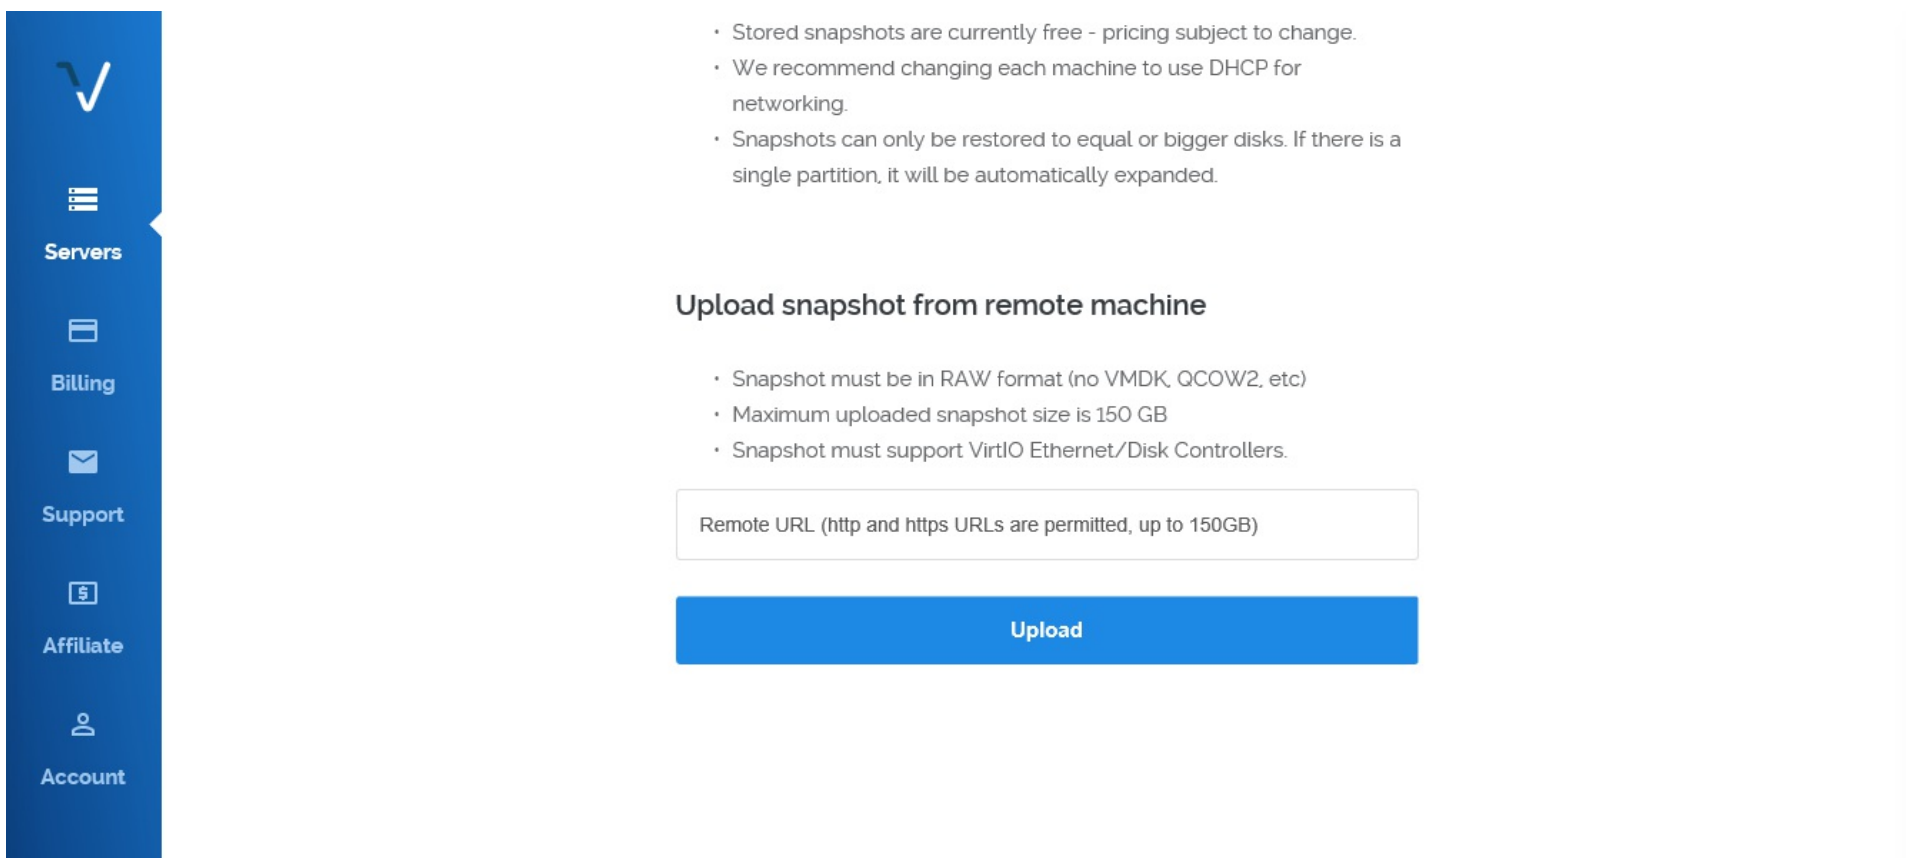 Servers
Billing
Support
Affiliate
Account
• Stored snapshots are currently free - pricing subject to change.
• We recommend changing each machine to use DHCP for
networking.
• Snapshots can only be restored to equal or bigger disks. If there is a
single partition, it will be automatically expanded.
Upload snapshot from remote machine
• Snapshot must be in RAW format (no VMDK, QCOW2, etc)
• Maximum uploaded snapshot size is 150 GB
• Snapshot must support VirtIO Ethernet/Disk Controllers.
Remote URL (http and https URLs are permitted, up to 150GB)
Upload